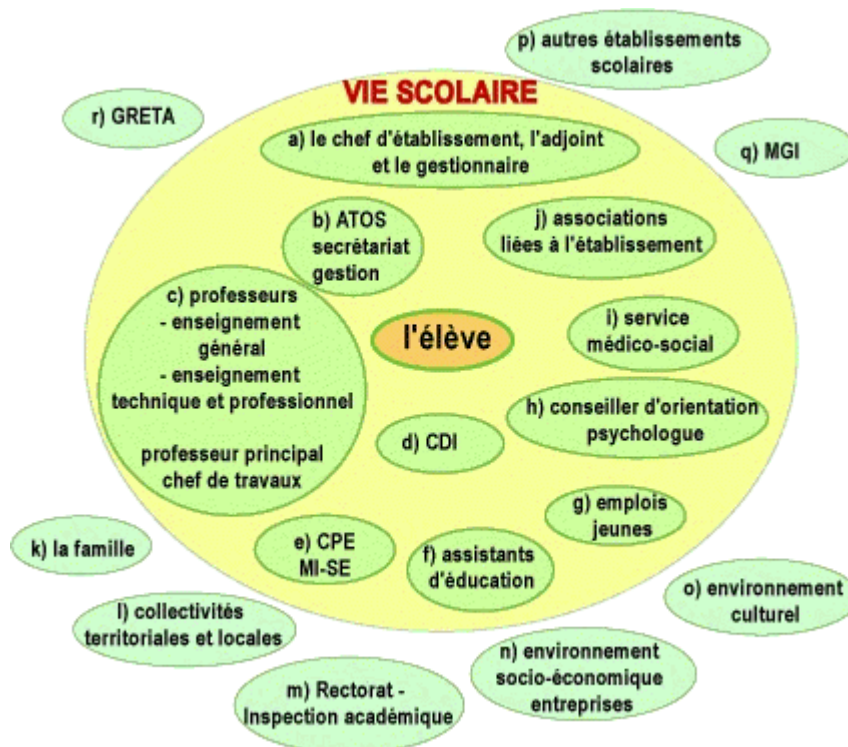 p) autres établissements
scolaires
VIE SCOLAIRE
r) GRETA
a) le chef d'établissement, l'adjoint
et le gestionnaire
q) MGI
b) ATOS
secrétariat
gestion
j) associations
liées à l'établissement
c) professeurs
- enseignement
général
- enseignement
technique et professionnel
professeur principal
chef de travaux
l'élève
i) service
médico-social
h) conseiller d'orientation
psychologue
d) CDI
g) emplois
jeunes
e) CPE
MI-SE
f) assistants
d'éducation
k) la famille
o) environnement
culturel
l) collectivités
territoriales et locales
n) environnement
socio-économique
entreprises
m) Rectorat -
Inspection académique